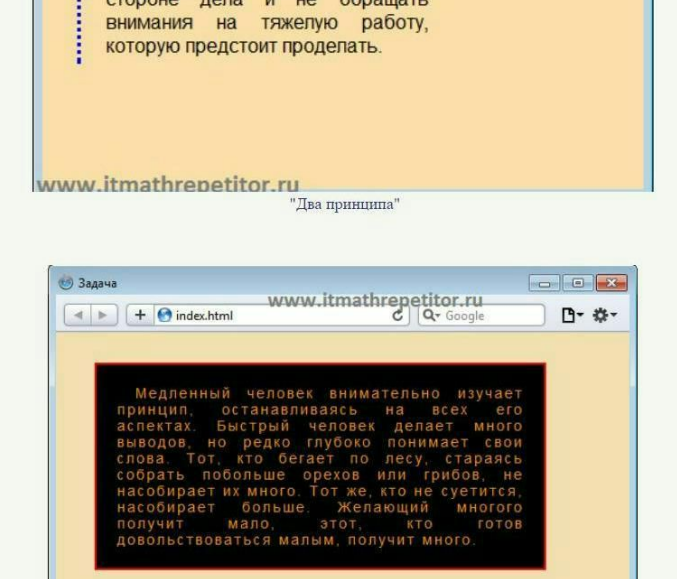 стороне дела и не обращать
внимания на тяжелую работу,
которую предстоит проделать.
www.itmathrepetitor.ru
"Два принципа"
Задача
www.itmathrepetitor.ru
index.html
Google
Медленный человек внимательно изучает
принцип, останавливаясь на всех его
аспектах. Быстрый человек делает много
выводов, но редко глубоко понимает свои
слова. Тот, кто бегает по лесу, стараясь
собрать побольше орехов или грибов, не
насобирает их много. Тот же, кто не суетится,
насобирает больше. Желающий многого
получит мало, этот, кто готов
довольствоваться малым, получит много.